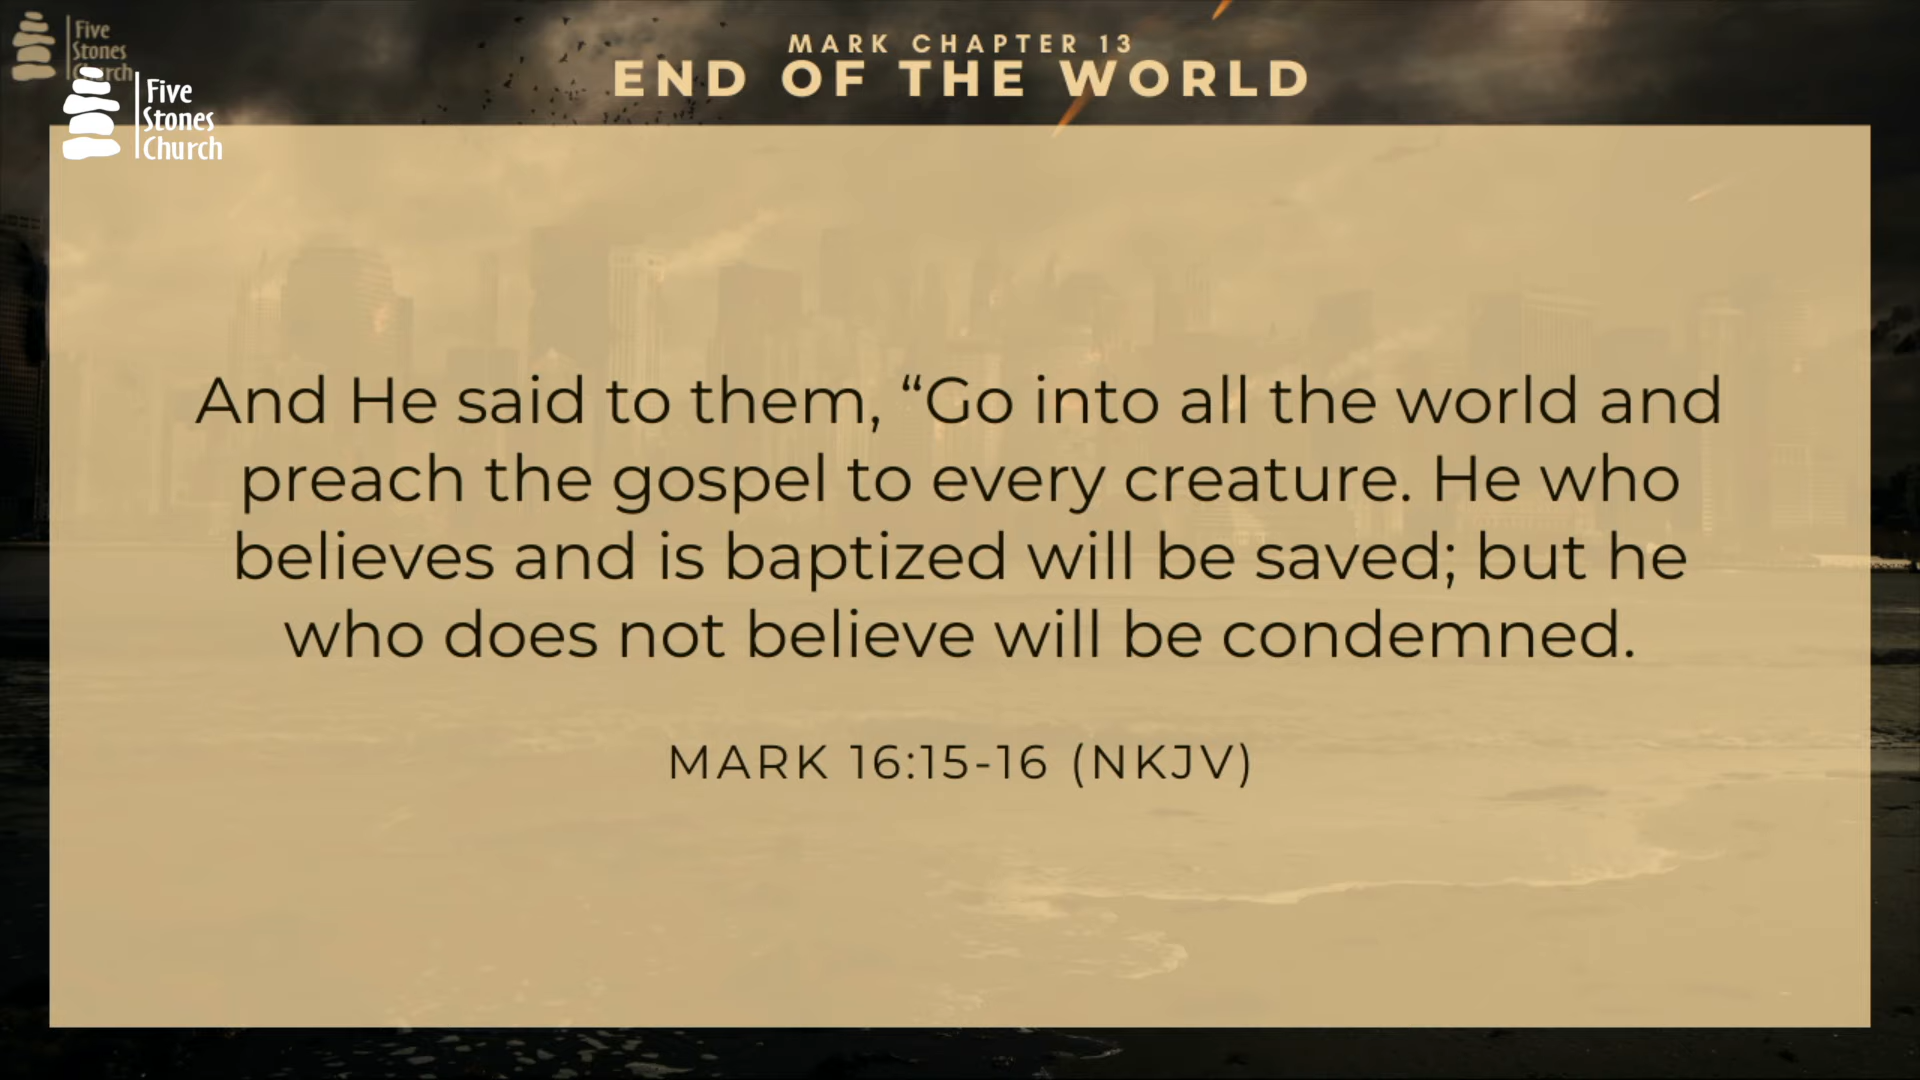 Five
Stones
Church
Five
Stones
Church
MARK CHAPTER 13
END OF THE WORLD
And He said to them, “Go into all the world and
preach the gospel to every creature. He who
believes and is baptized will be saved; but he
who does not believe will be condemned.
MARK 16:15-16 (NKJV)